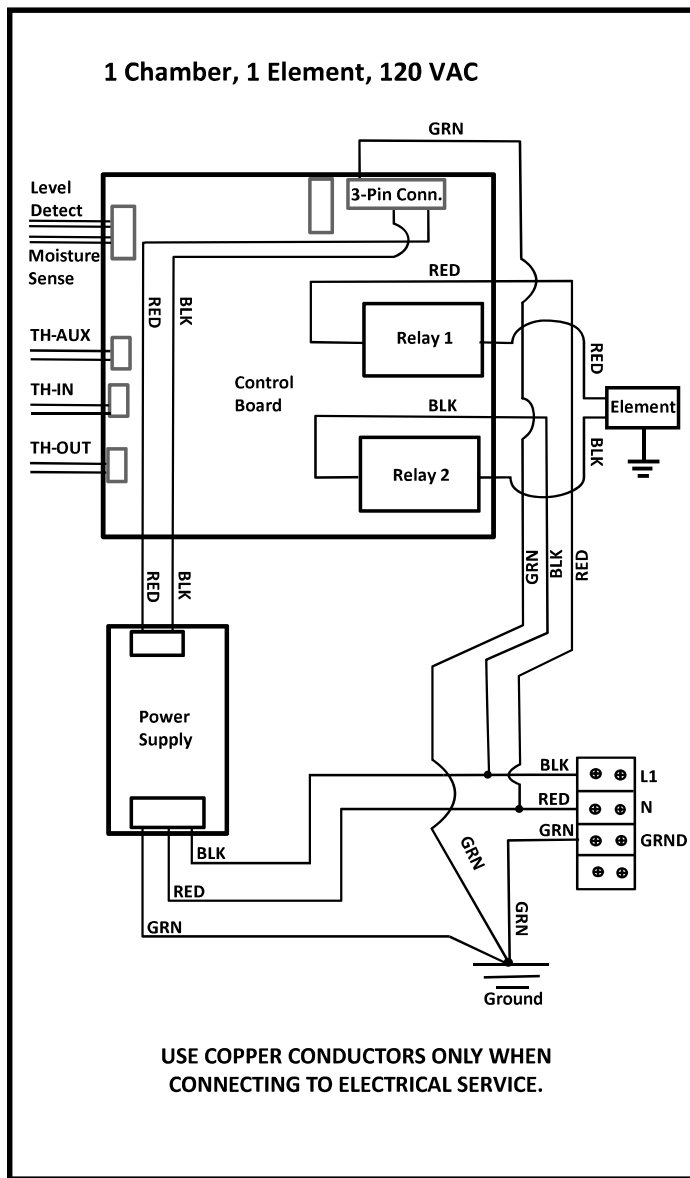 1 Chamber, 1 Element, 120 VAC
GRN
3-Pin Conn.
Level
Detect
Moisture
Sense
RED
BLK
RED
Relay 1
RED
TH-AUX
TH-IN
TH-OUT
Control
Board
BLK
Element
BLK
Relay 2
GRN
BLK
RED
RED
BLK
Power
Supply
BLK
L1
RED
N
GRN
GRND
BLK
GRN
RED
GRN
GRN
Ground
USE COPPER CONDUCTORS ONLY WHEN
CONNECTING TO ELECTRICAL SERVICE.